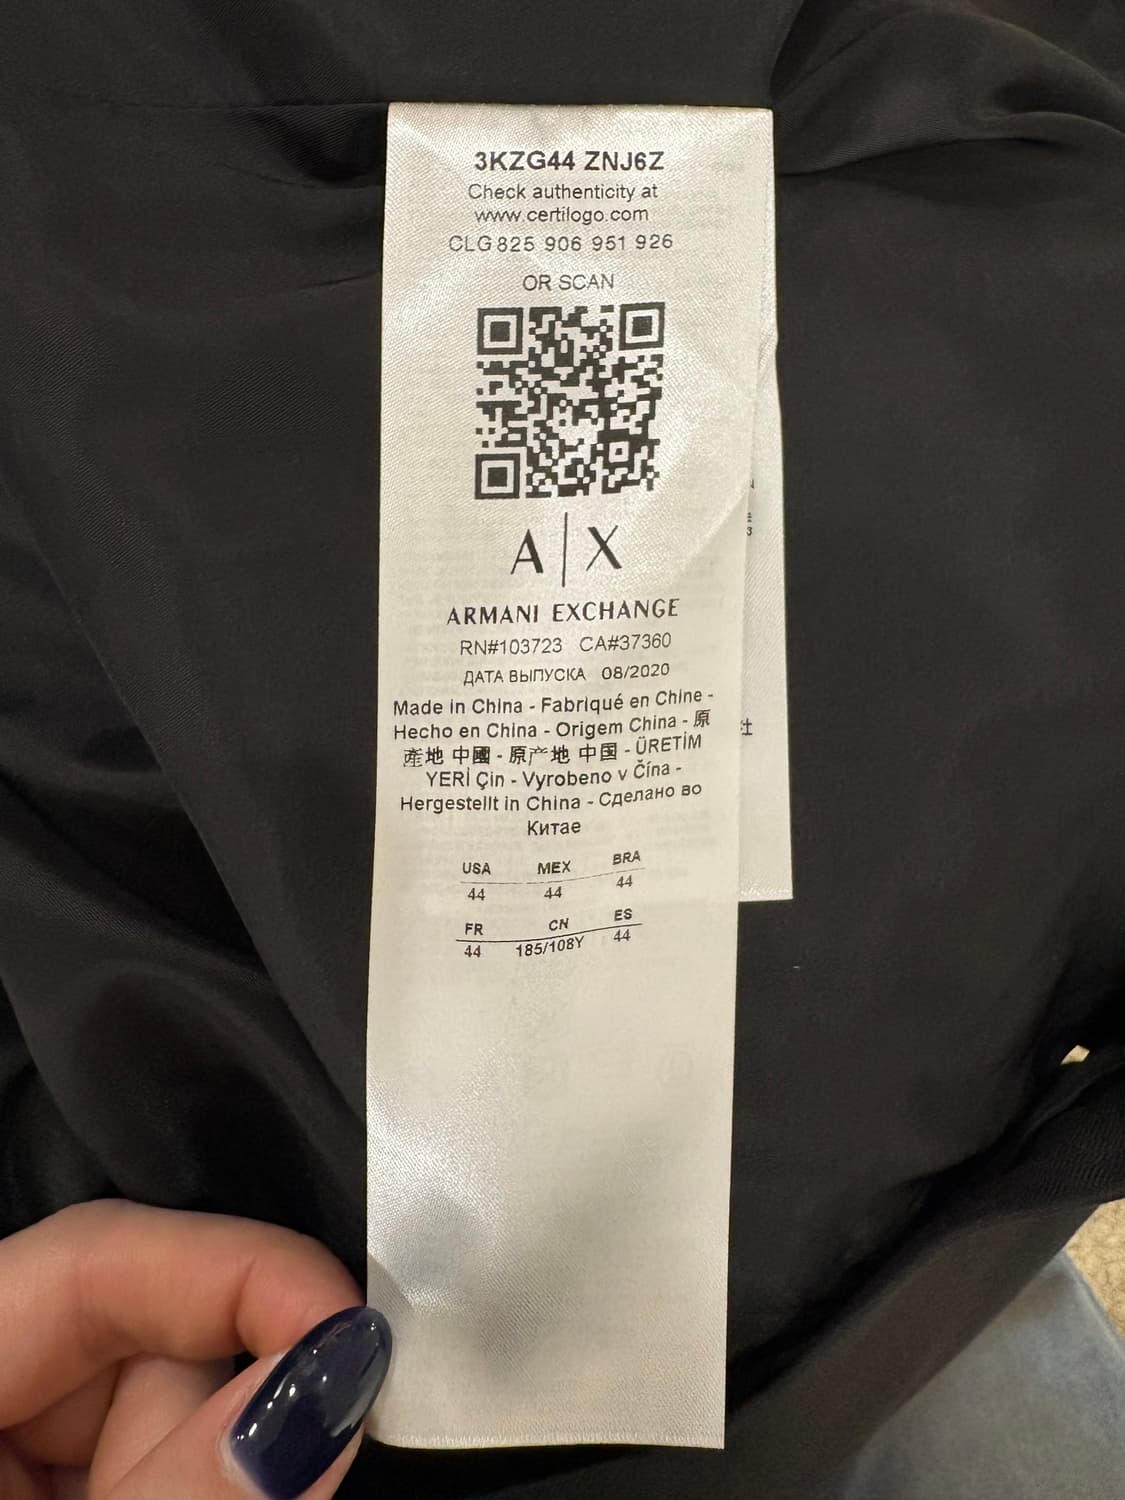 3KZG44 ZNJ6Z
Check authenticity at
www.certilogo.com
CLG 825 906 951 926
OR SCAN
A|X
ARMANI EXCHANGE
RN#103723 CA#37360
ДАТА ВЫПУСКА 08/2020
Made in China - Fabriqué en Chine -
Hecho en China - Origem China - 原
產地 中國 - 原产地 中国 - ÜRETİM
YERİ Çin - Vyrobeno v Čína -
Hergestellt in China - Сделано во
Китае
USA MEX BRA
44 44 44
FR CN ES
44 185/108Y 44